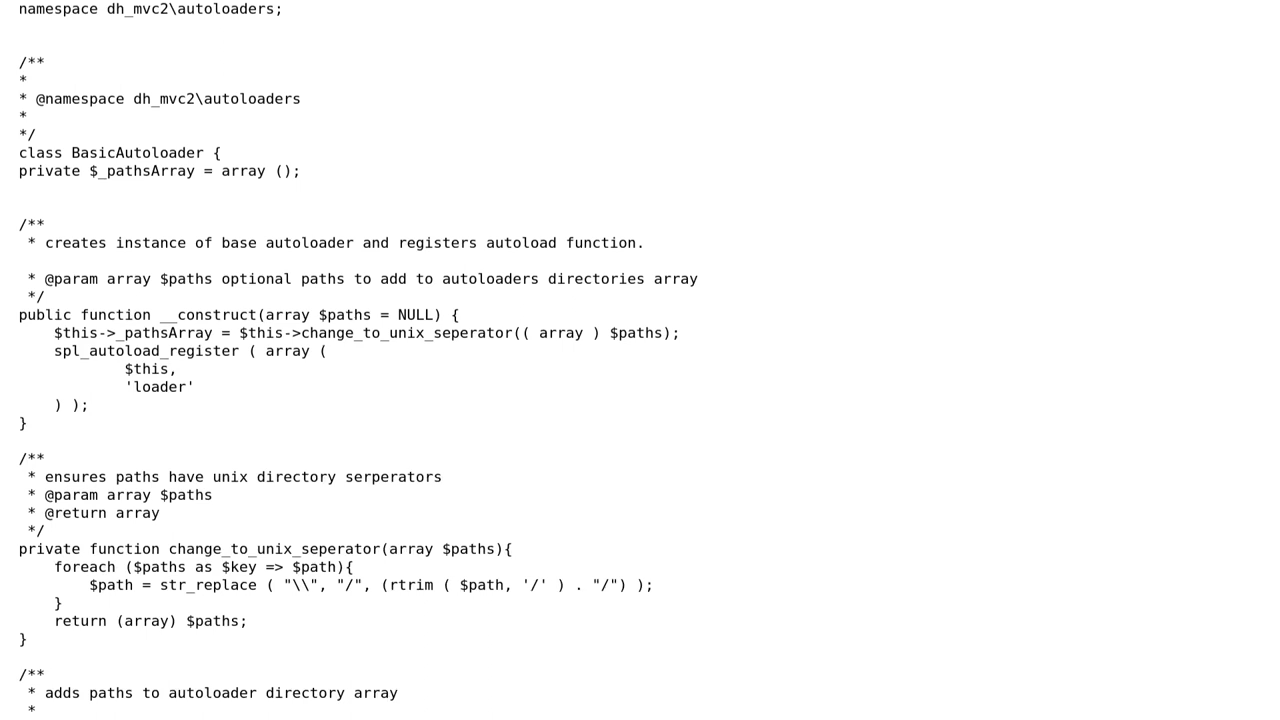 namespace dh_mvc2\autoloaders;
/**
*
* @namespace dh_mvc2\autoloaders
*
*/
class BasicAutoloader {
private $_pathsArray = array ();
/**
 * creates instance of base autoloader and registers autoload function.
 * @param array $paths optional paths to add to autoloaders directories array
 */
public function __construct(array $paths = NULL) {
    $this->_pathsArray = $this->change_to_unix_seperator(( array ) $paths);
    spl_autoload_register ( array (
            $this,
            'loader'
    ) );
}
/**
 * ensures paths have unix directory serperators
 * @param array $paths
 * @return array
 */
private function change_to_unix_seperator(array $paths){
    foreach ($paths as $key => $path){
        $path = str_replace ( "\\", "/", (rtrim ( $path, '/' ) . "/") );
    }
    return (array) $paths;
}
/**
 * adds paths to autoloader directory array
 *